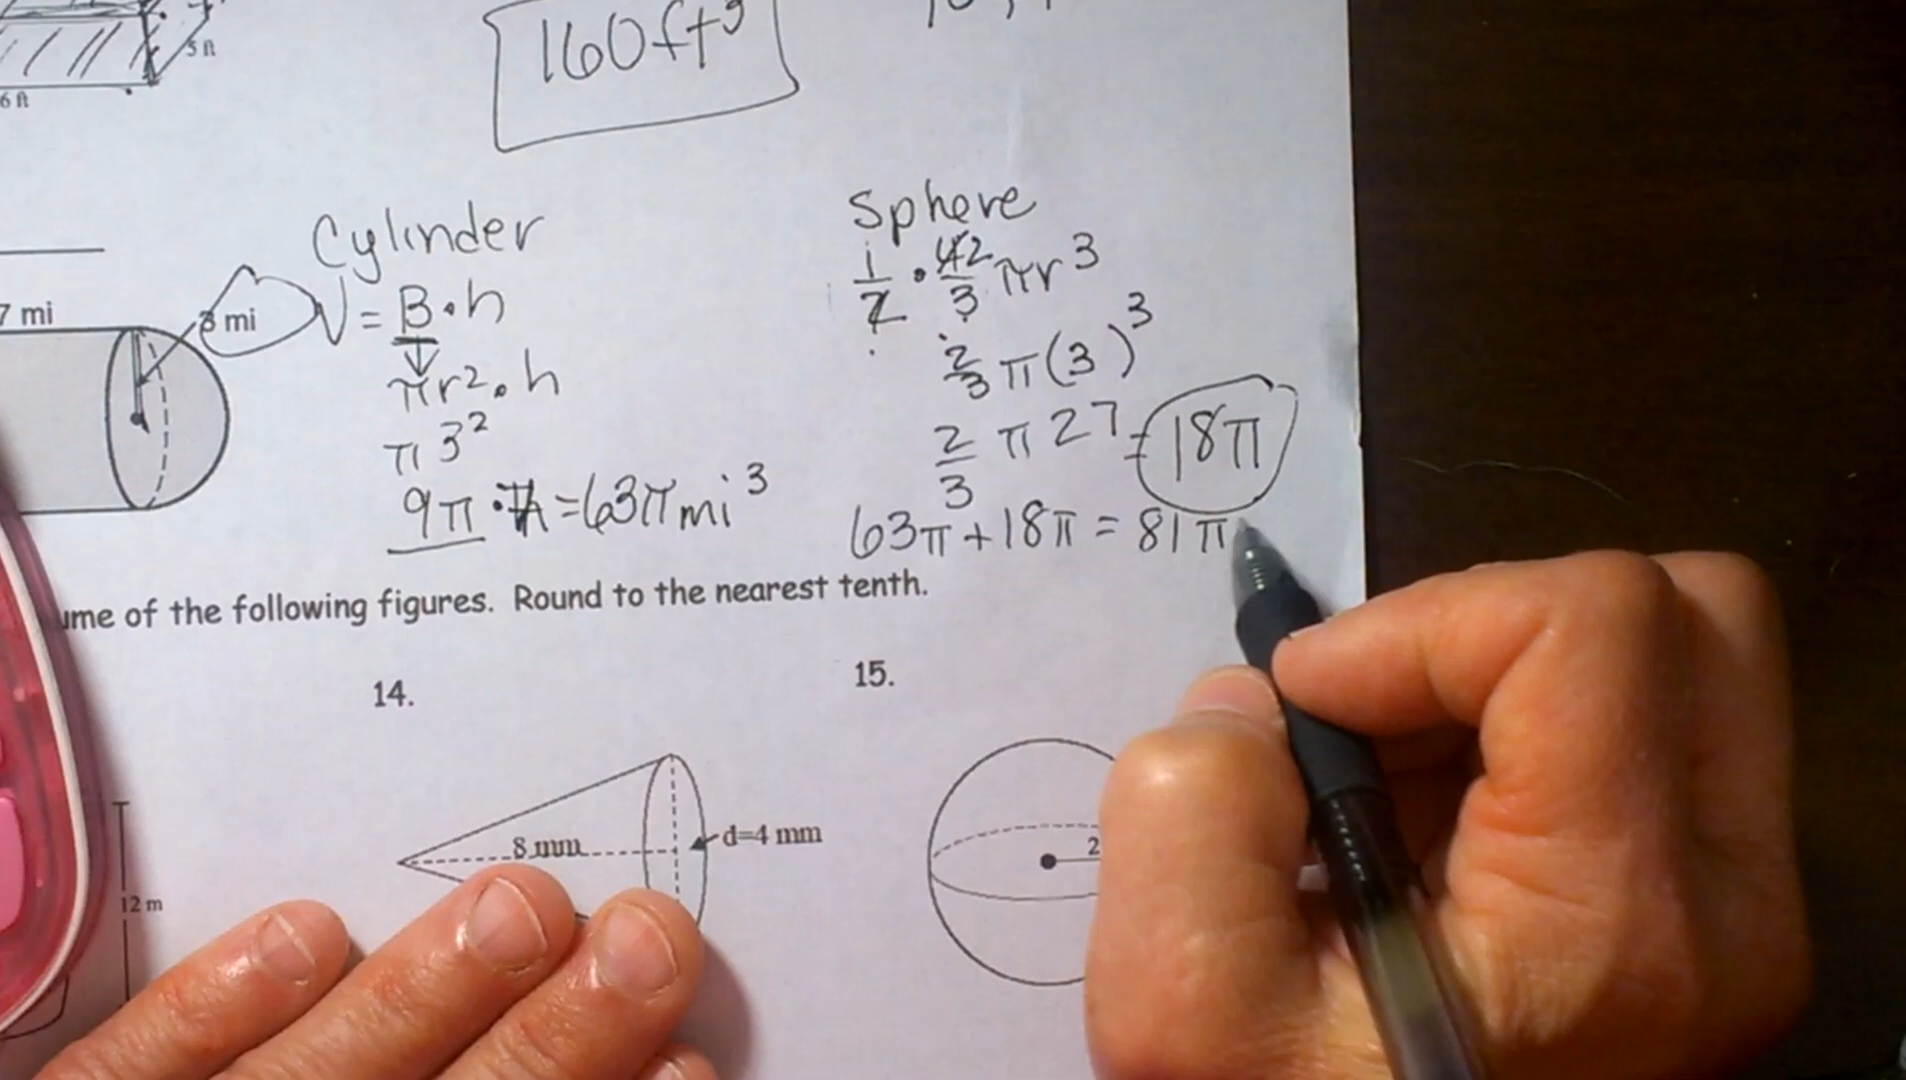 5 ft
6 ft
160ft³
Cylinder
7 mi
3 mi
V = B·h
πr²·h
π 3²
9π · 7 = 63π mi³
Sphere
1/2 · 42/3 πr³
2/3 π(3)³
2/3 π 27 = 18π
63π + 18π = 81π
ume of the following figures. Round to the nearest tenth.
14.
15.
8 mm
d=4 mm
2
12 m